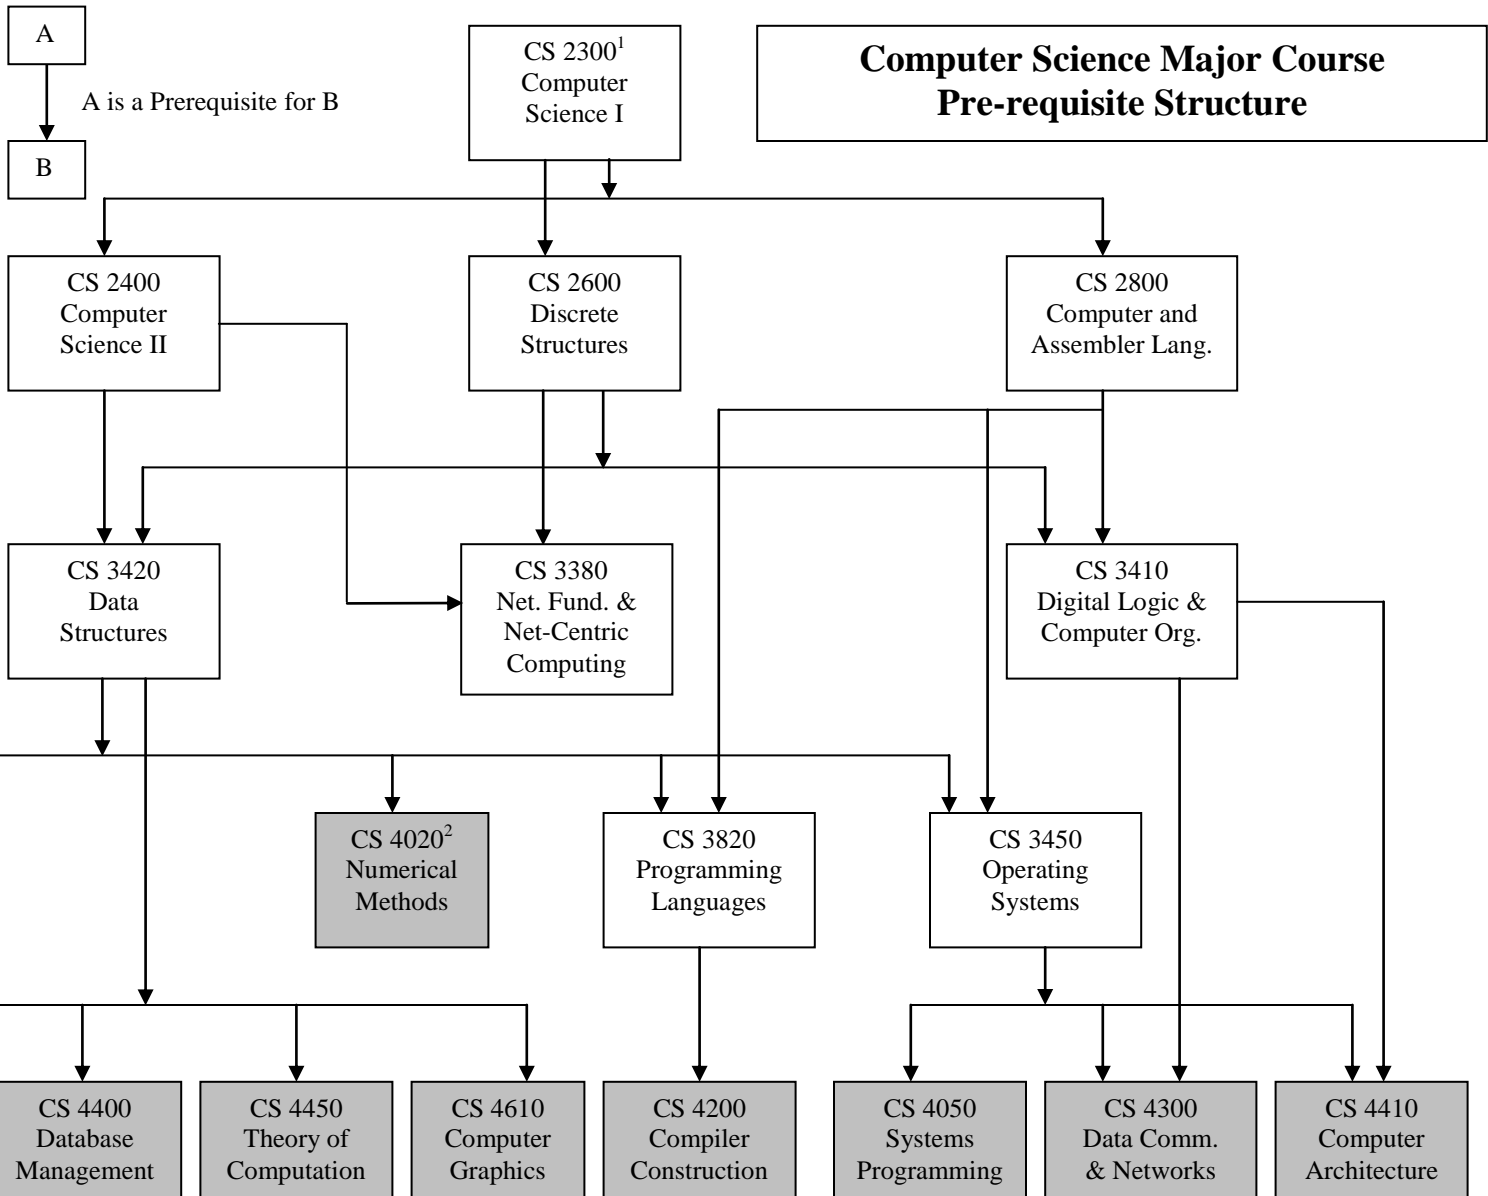 A
A is a Prerequisite for B
B
CS 2300¹
Computer
Science I
Computer Science Major Course
Pre-requisite Structure
CS 2400
Computer
Science II
CS 2600
Discrete
Structures
CS 2800
Computer and
Assembler Lang.
CS 3420
Data
Structures
CS 3380
Net. Fund. &
Net-Centric
Computing
CS 3410
Digital Logic &
Computer Org.
CS 4020²
Numerical
Methods
CS 3820
Programming
Languages
CS 3450
Operating
Systems
CS 4400
Database
Management
CS 4450
Theory of
Computation
CS 4610
Computer
Graphics
CS 4200
Compiler
Construction
CS 4050
Systems
Programming
CS 4300
Data Comm.
& Networks
CS 4410
Computer
Architecture